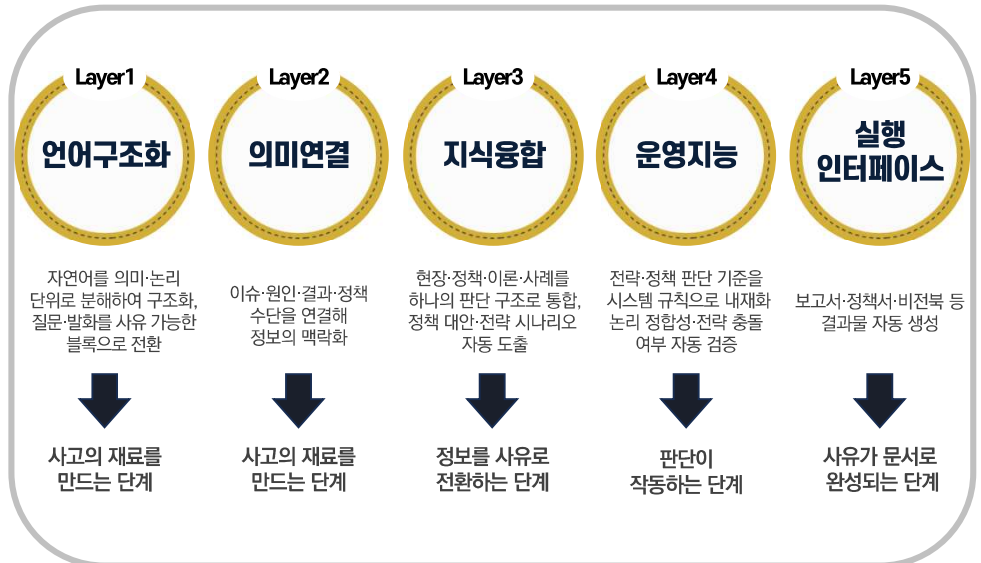 Layer1
언어구조화
자연어를 의미·논리
단위로 분해하여 구조화,
질문·발화를 사유 가능한
블록으로 전환
사고의 재료를
만드는 단계
Layer2
의미연결
이슈·원인·결과·정책
수단을 연결해
정보의 맥락화
사고의 재료를
만드는 단계
Layer3
지식융합
현장·정책·이론·사례를
하나의 판단 구조로 통합,
정책 대안·전략 시나리오
자동 도출
정보를 사유로
전환하는 단계
Layer4
운영지능
전략·정책 판단 기준을
시스템 규칙으로 내재화
논리 정합성·전략 충돌
여부 자동 검증
판단이
작동하는 단계
Layer5
실행
인터페이스
보고서·정책서·비전북 등
결과물 자동 생성
사유가 문서로
완성되는 단계